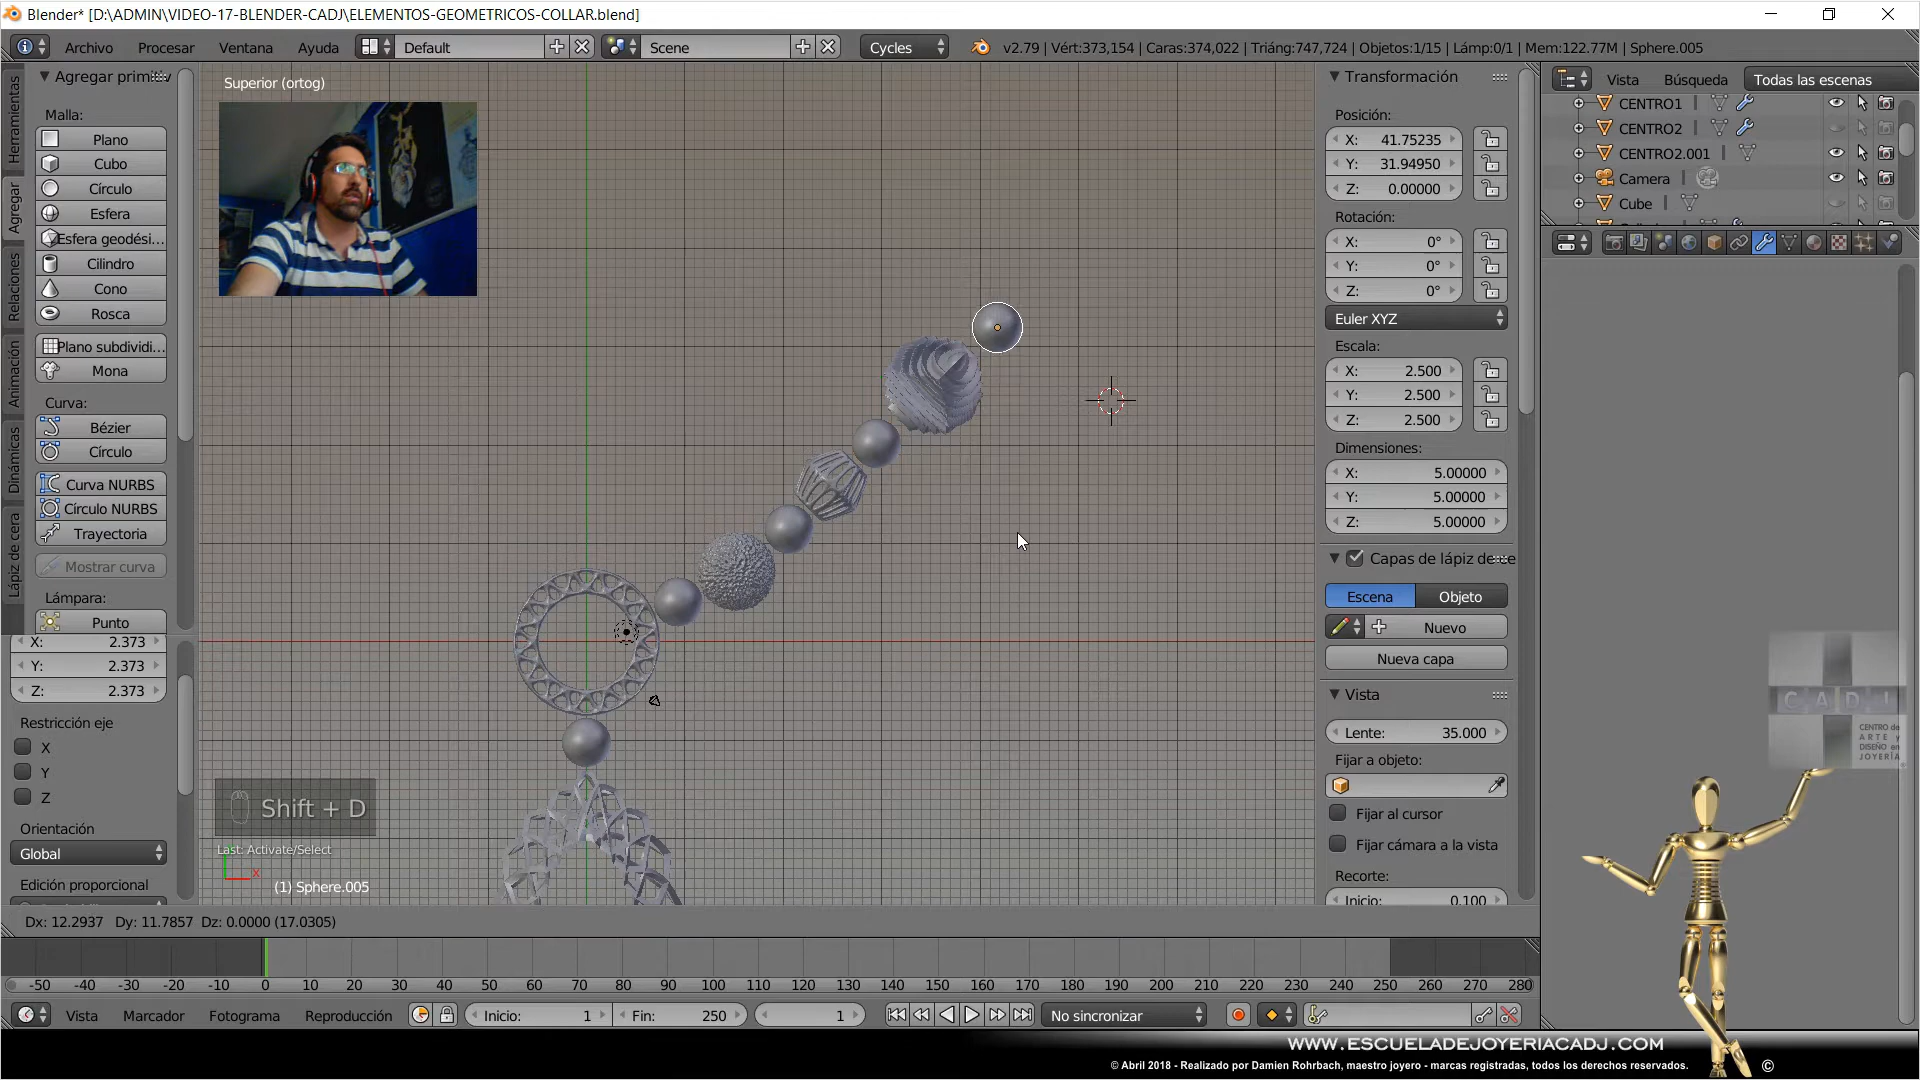 Blender* [D:\ADMIN\VIDEO-17-BLENDER-CADJ\ELEMENTOS-GEOMETRICOS-COLLAR.blend]
Archivo Procesar Ventana Ayuda Default Scene Cycles v2.79 | Vért:373,154 | Caras:374,022 | Triáng:747,724 | Objetos:1/15 | Lámp:0/1 | Mem:122.77M | Sphere.005
Herramientas
Agregar
Relaciones
Animación
Dinámicas
Lápiz de cera
Malla:
Plano
Cubo
Círculo
Esfera
Esfera geodési...
Cilindro
Cono
Rosca
Plano subdividi...
Mona
Curva:
Bézier
Círculo
Curva NURBS
Círculo NURBS
Trayectoria
Mostrar curva
Lámpara:
Punto
X: 2.373
Y: 2.373
Z: 2.373
Restricción eje
X
Y
Z
Orientación
Global
Edición proporcional
Superior (ortog)
Shift + D
Last: Activate/Select
x
(1) Sphere.005
Transformación
Posición:
X: 41.75235
Y: 31.94950
Z: 0.00000
Rotación:
X: 0°
Y: 0°
Z: 0°
Euler XYZ
Escala:
X: 2.500
Y: 2.500
Z: 2.500
Dimensiones:
X: 5.00000
Y: 5.00000
Z: 5.00000
Capas de lápiz de
Escena Objeto
Nuevo
Nueva capa
Vista
Lente: 35.000
Fijar a objeto:
Fijar al cursor
Fijar cámara a la vista
Recorte:
Inicio: 0.100
Vista Búsqueda Todas las escenas
CENTRO1
CENTRO2
CENTRO2.001
Camera
Cube
CADJ
CENTRO de
ARTE y
DISEÑO en
JOYERÍA
Dx: 12.2937 Dy: 11.7857 Dz: 0.0000 (17.0305)
-50 -40 -30 -20 -10 0 10 20 30 40 50 60 70 80 90 100 110 120 130 140 150 160 170 180 190 200 210 220 230 240 250 260 270 280
Vista Marcador Fotograma Reproducción Inicio: 1 Fin: 250 1 No sincronizar
WWW.ESCUELADEJOYERIACADJ.COM
© Abril 2018 - Realizado por Damien Rohrbach, maestro joyero - marcas registradas, todos los derechos reservados. ©